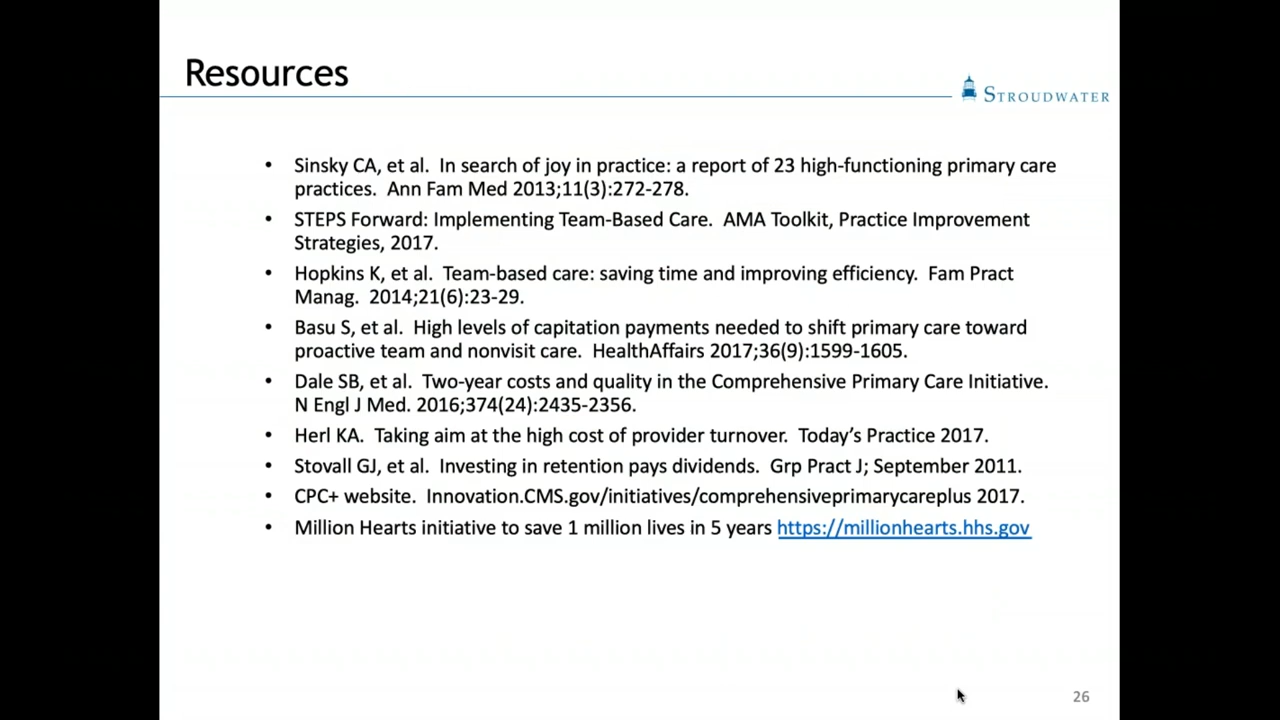 Resources
STROUDWATER
• Sinsky CA, et al. In search of joy in practice: a report of 23 high-functioning primary care
practices. Ann Fam Med 2013;11(3):272-278.
• STEPS Forward: Implementing Team-Based Care. AMA Toolkit, Practice Improvement
Strategies, 2017.
• Hopkins K, et al. Team-based care: saving time and improving efficiency. Fam Pract
Manag. 2014;21(6):23-29.
• Basu S, et al. High levels of capitation payments needed to shift primary care toward
proactive team and nonvisit care. HealthAffairs 2017;36(9):1599-1605.
• Dale SB, et al. Two-year costs and quality in the Comprehensive Primary Care Initiative.
N Engl J Med. 2016;374(24):2435-2356.
• Herl KA. Taking aim at the high cost of provider turnover. Today's Practice 2017.
• Stovall GJ, et al. Investing in retention pays dividends. Grp Pract J; September 2011.
• CPC+ website. Innovation.CMS.gov/initiatives/comprehensiveprimarycareplus 2017.
• Million Hearts initiative to save 1 million lives in 5 years https://millionhearts.hhs.gov
26